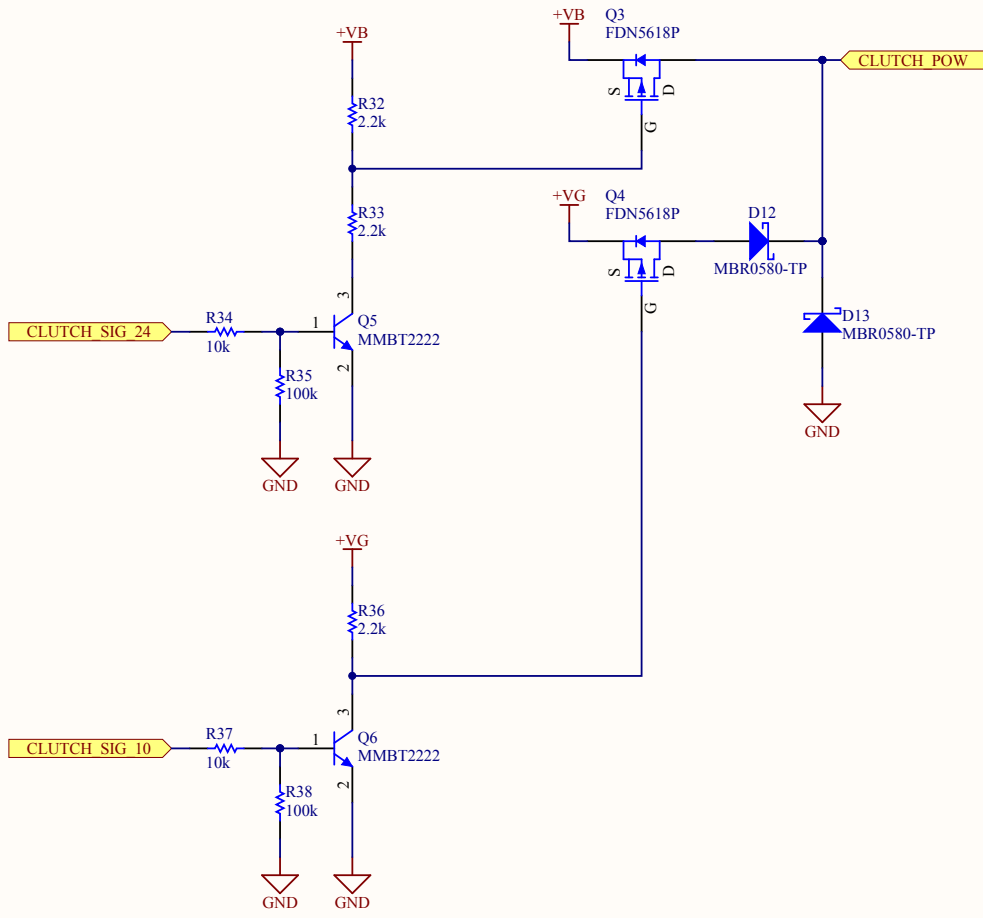 +VB
Q3
FDN5618P
CLUTCH_POW
S
D
G
+VB
R32
2.2k
R33
2.2k
+VG
Q4
FDN5618P
S
D
G
D12
MBR0580-TP
D13
MBR0580-TP
GND
CLUTCH_SIG_24
R34
10k
1
3
Q5
MMBT2222
2
R35
100k
GND
GND
+VG
R36
2.2k
CLUTCH_SIG_10
R37
10k
1
3
Q6
MMBT2222
2
R38
100k
GND
GND